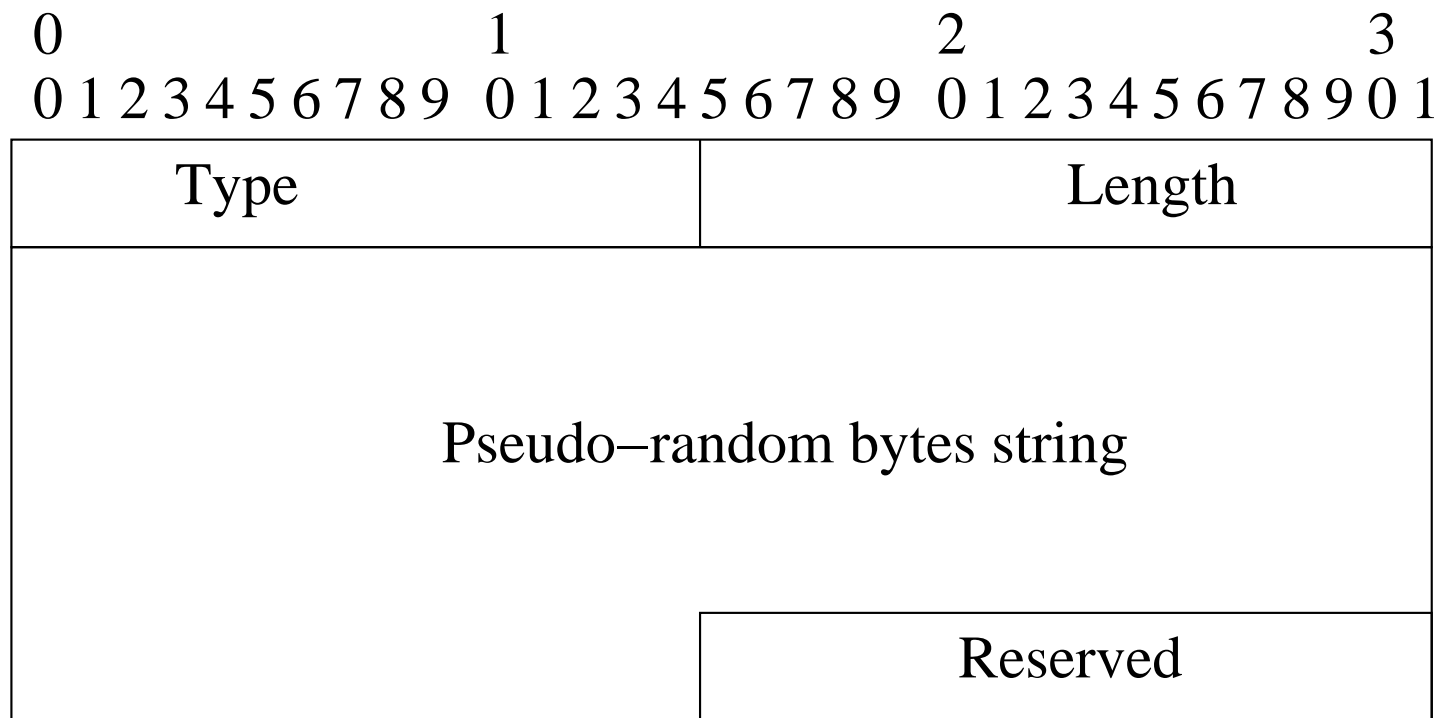 0 1 2 3
0 1 2 3 4 5 6 7 8 9 0 1 2 3 4 5 6 7 8 9 0 1 2 3 4 5 6 7 8 9 0 1
Type Length
Pseudo−random bytes string
Reserved